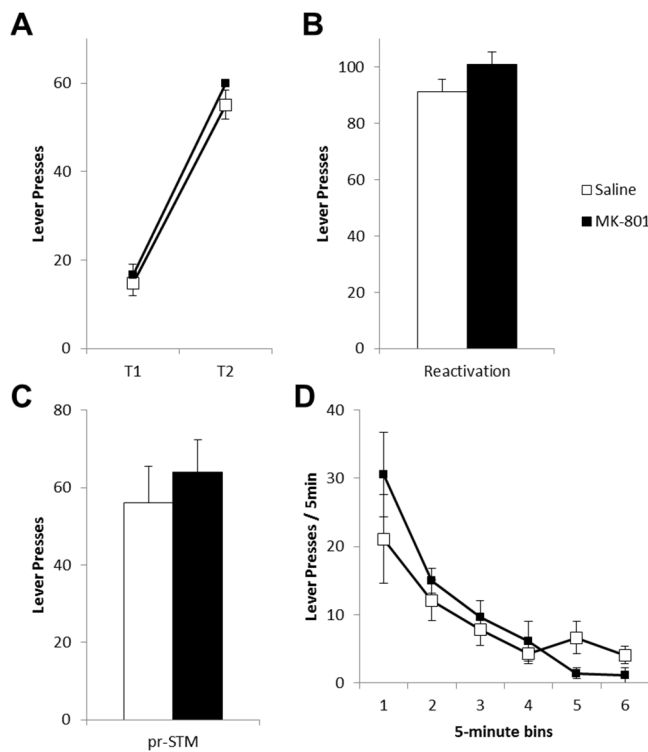 A
Lever Presses
60
40
20
0
T1 T2
B
Lever Presses
100
80
60
40
20
0
Reactivation
Saline
MK-801
C
Lever Presses
80
60
40
20
0
pr-STM
D
Lever Presses / 5min
40
30
20
10
0
1 2 3 4 5 6
5-minute bins